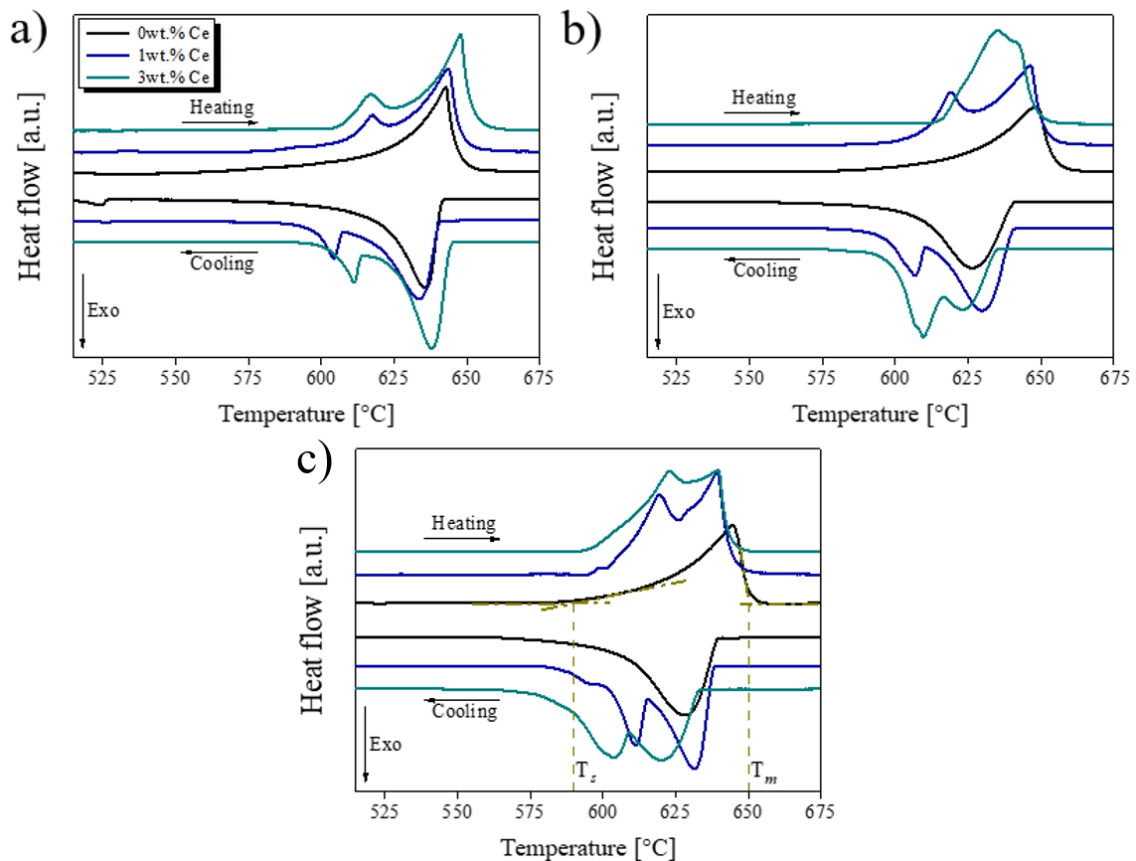 a)
0wt.% Ce
1wt.% Ce
3wt.% Ce
Heating
Cooling
Exo
Heat flow [a.u.]
525 550 575 600 625 650 675
Temperature [°C]
b)
Heating
Cooling
Exo
Heat flow [a.u.]
525 550 575 600 625 650 675
Temperature [°C]
c)
Heating
Cooling
Exo
Ts Tm
Heat flow [a.u.]
525 550 575 600 625 650 675
Temperature [°C]